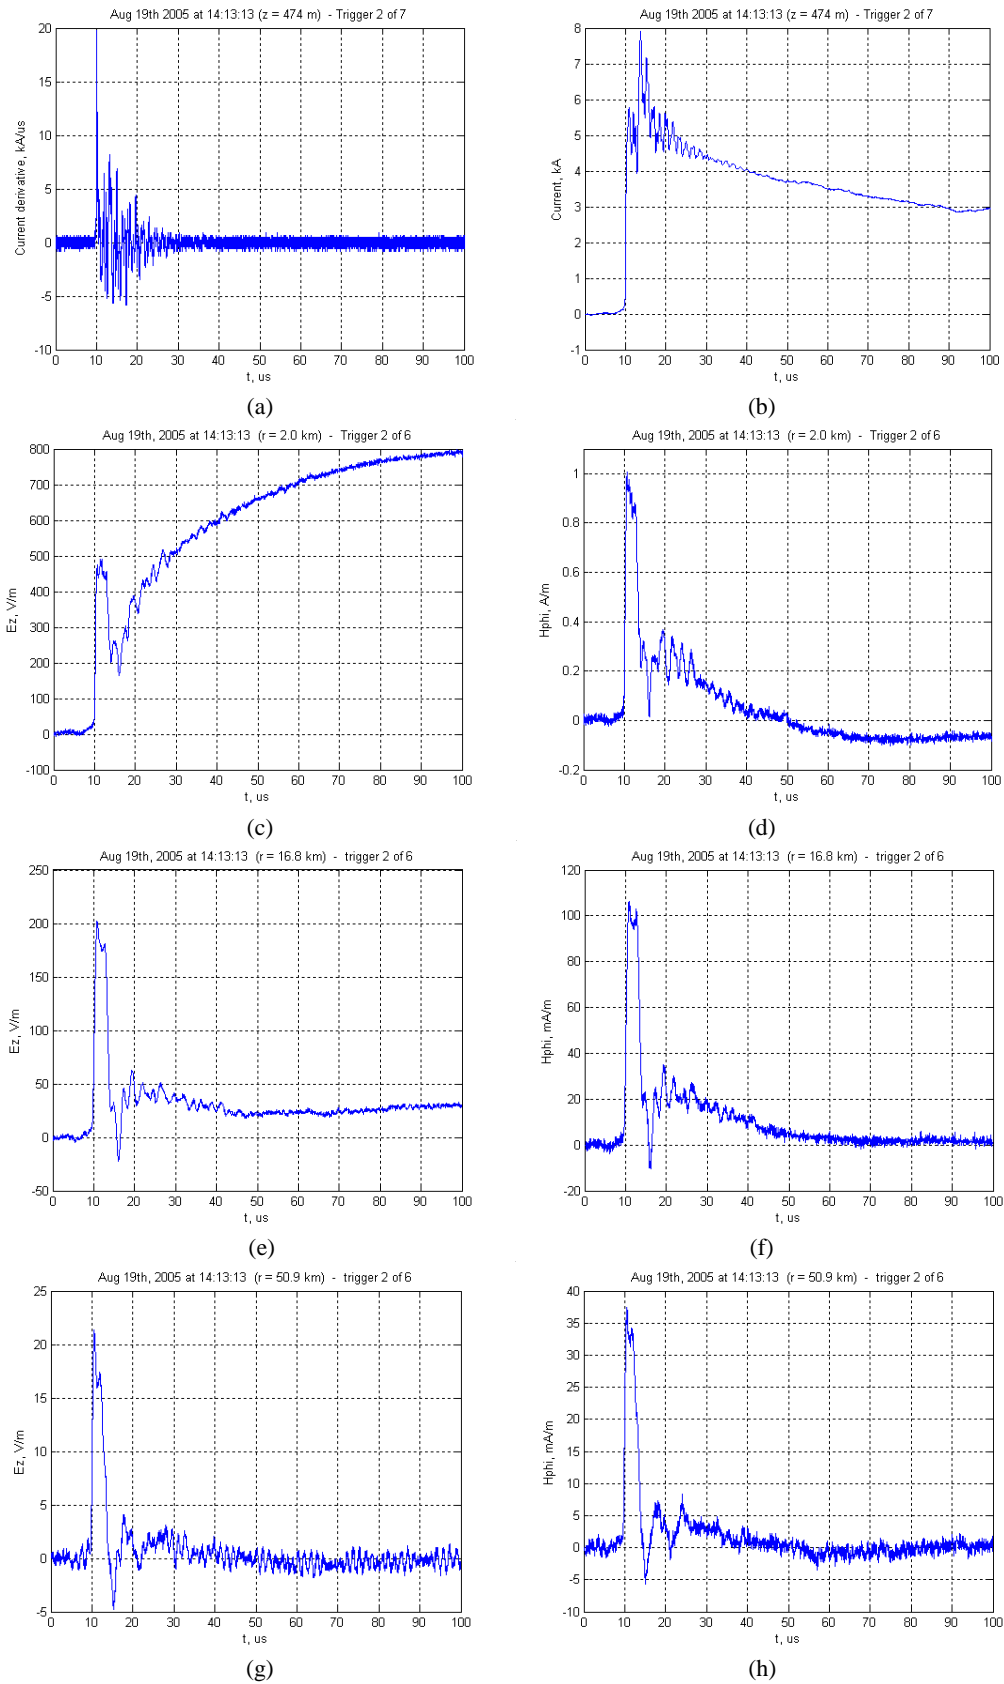 Aug 19th 2005 at 14:13:13 (z = 474 m) - Trigger 2 of 7
20
15
10
5
0
-5
-10
Current derivative, kA/us
0 10 20 30 40 50 60 70 80 90 100
t, us
(a)
Aug 19th 2005 at 14:13:13 (z = 474 m) - Trigger 2 of 7
8
7
6
5
4
3
2
1
0
-1
Current, kA
0 10 20 30 40 50 60 70 80 90 100
t, us
(b)
Aug 19th, 2005 at 14:13:13 (r = 2.0 km) - Trigger 2 of 6
800
700
600
500
400
300
200
100
0
-100
Ez, V/m
0 10 20 30 40 50 60 70 80 90 100
t, us
(c)
Aug 19th, 2005 at 14:13:13 (r = 2.0 km) - Trigger 2 of 6
1
0.8
0.6
0.4
0.2
0
-0.2
Hphi, A/m
0 10 20 30 40 50 60 70 80 90 100
t, us
(d)
Aug 19th, 2005 at 14:13:13 (r = 16.8 km) - trigger 2 of 6
250
200
150
100
50
0
-50
Ez, V/m
0 10 20 30 40 50 60 70 80 90 100
t, us
(e)
Aug 19th, 2005 at 14:13:13 (r = 16.8 km) - trigger 2 of 6
120
100
80
60
40
20
0
-20
Hphi, mA/m
0 10 20 30 40 50 60 70 80 90 100
t, us
(f)
Aug 19th, 2005 at 14:13:13 (r = 50.9 km) - trigger 2 of 6
25
20
15
10
5
0
-5
Ez, V/m
0 10 20 30 40 50 60 70 80 90 100
t, us
(g)
Aug 19th, 2005 at 14:13:13 (r = 50.9 km) - trigger 2 of 6
40
35
30
25
20
15
10
5
0
-5
-10
Hphi, mA/m
0 10 20 30 40 50 60 70 80 90 100
t, us
(h)